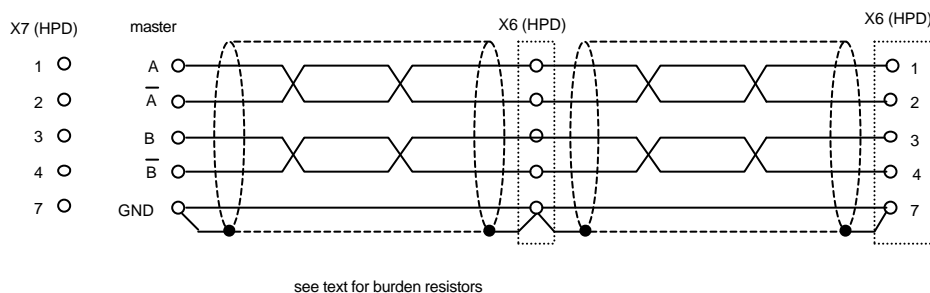 X7 (HPD) master X6 (HPD) X6 (HPD)
1 A 1
2 A̅ 2
3 B 3
4 B̅ 4
7 GND 7
see text for burden resistors